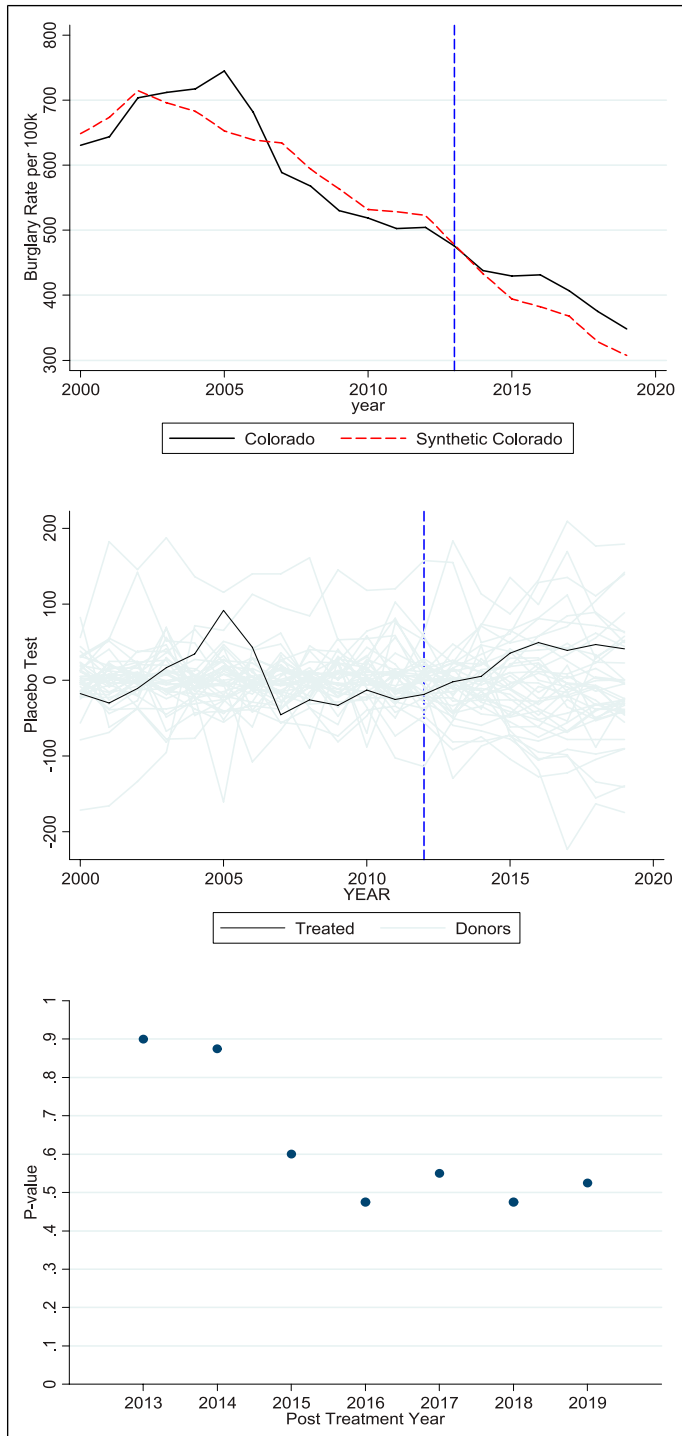 800
700
600
500
400
300
Burglary Rate per 100k
2000 2005 2010 2015 2020
year
Colorado Synthetic Colorado
200
100
0
-100
-200
Placebo Test
2000 2005 2010 2015 2020
YEAR
Treated Donors
1
.9
.8
.7
.6
.5
.4
.3
.2
.1
0
P-value
2013 2014 2015 2016 2017 2018 2019
Post Treatment Year